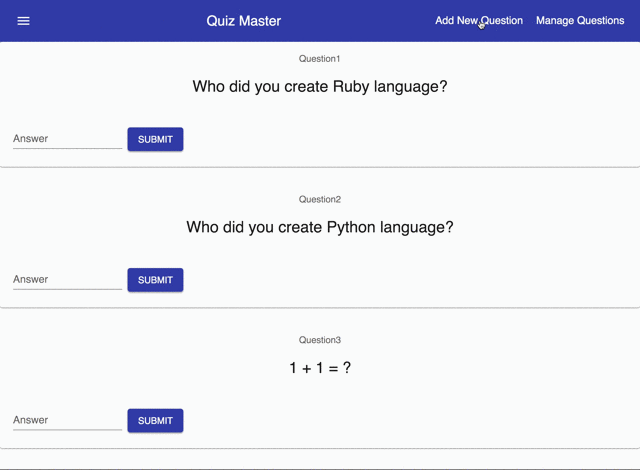 Quiz Master
Add New Question
Manage Questions
Question1
Who did you create Ruby language?
Answer
SUBMIT
Question2
Who did you create Python language?
Answer
SUBMIT
Question3
1 + 1 = ?
Answer
SUBMIT